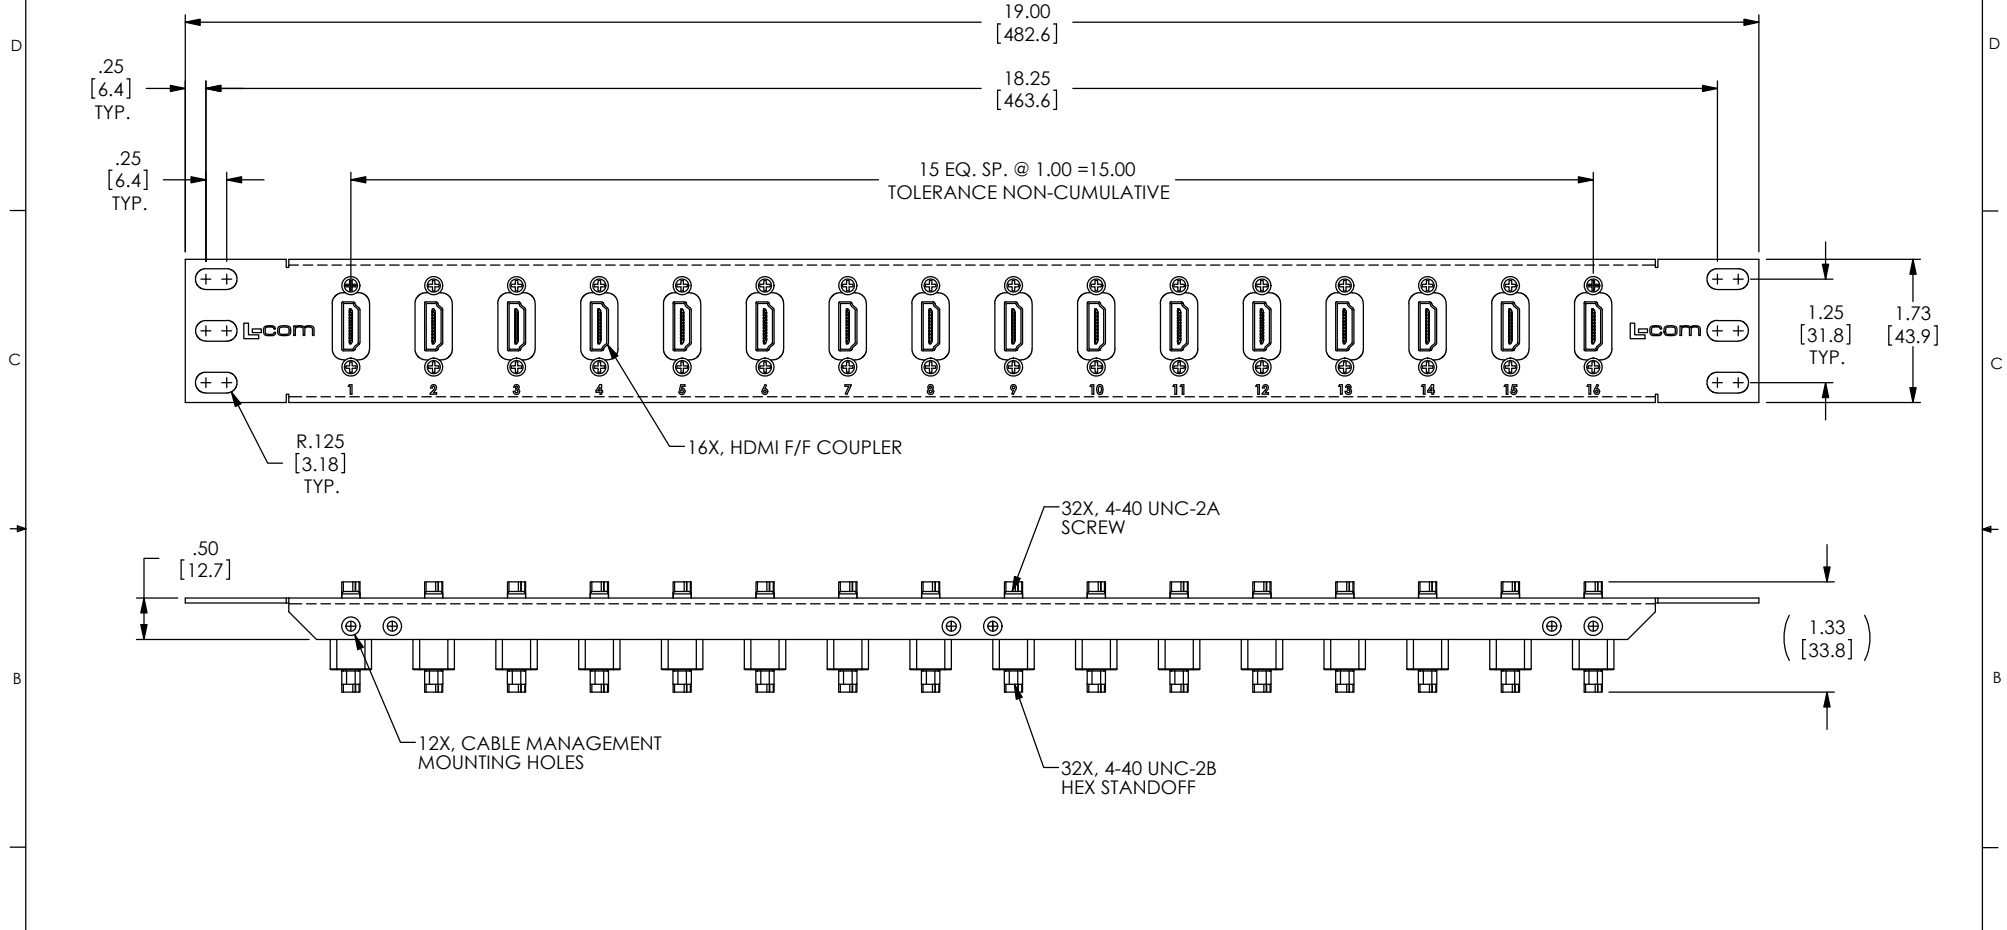 19.00
[482.6]
D
D
.25
[6.4]
TYP.
18.25
[463.6]
.25
[6.4]
TYP.
15 EQ. SP. @ 1.00 =15.00
TOLERANCE NON-CUMULATIVE
L-com
L-com
1.25
[31.8]
TYP.
1.73
[43.9]
C
C
1 2 3 4 5 6 7 8 9 10 11 12 13 14 15 16
R.125
[3.18]
TYP.
16X, HDMI F/F COUPLER
32X, 4-40 UNC-2A
SCREW
.50
[12.7]
( 1.33 )
[33.8]
B
B
12X, CABLE MANAGEMENT
MOUNTING HOLES
32X, 4-40 UNC-2B
HEX STANDOFF